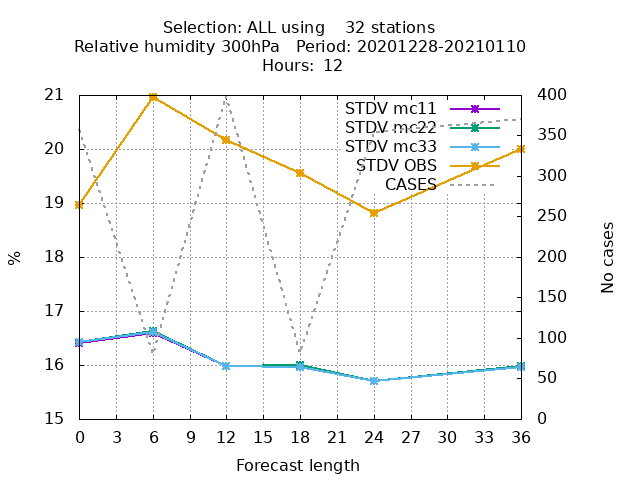 Selection: ALL using 32 stations
Relative humidity 300hPa Period: 20201228-20210110
Hours: 12
21
20
19
18
17
16
15
%
400
350
300
250
200
150
100
50
0
No cases
STDV mc11
STDV mc22
STDV mc33
STDV OBS
CASES
0 3 6 9 12 15 18 21 24 27 30 33 36
Forecast length